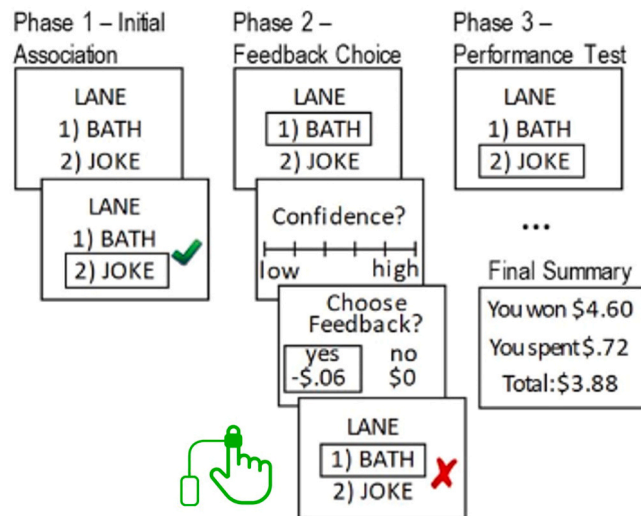 Phase 1 – Initial
Association
LANE
1) BATH
2) JOKE
LANE
1) BATH
2) JOKE
Phase 2 –
Feedback Choice
LANE
1) BATH
2) JOKE
Confidence?
low high
Choose
Feedback?
yes no
-$.06 $0
LANE
1) BATH
2) JOKE
Phase 3 –
Performance Test
LANE
1) BATH
2) JOKE
...
Final Summary
You won $4.60
You spent $.72
Total: $3.88